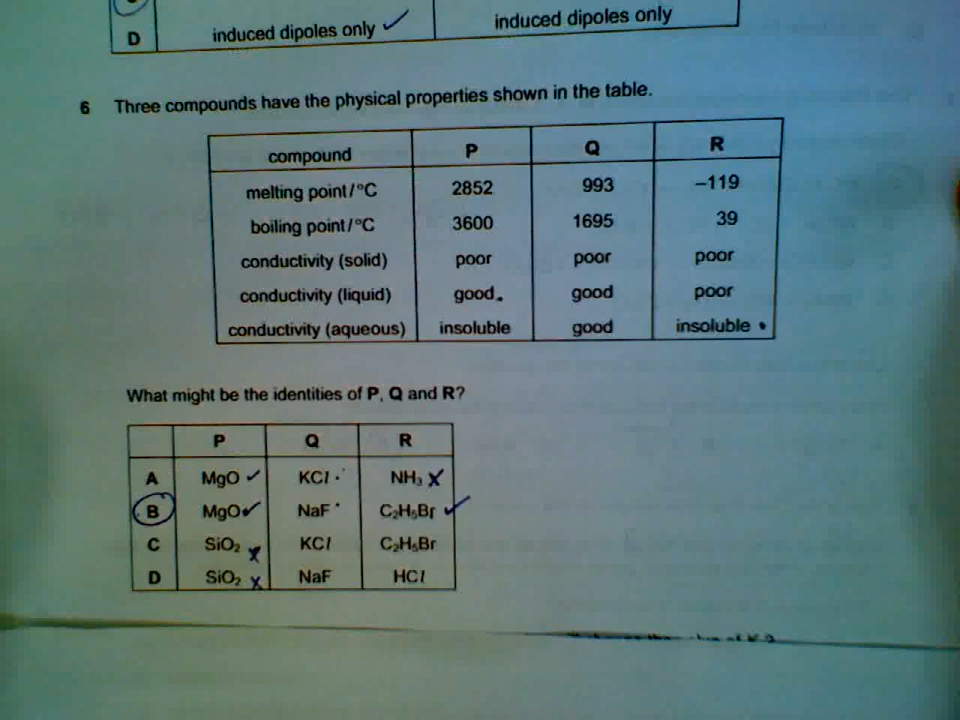 D induced dipoles only ✓ induced dipoles only
6 Three compounds have the physical properties shown in the table.
compound P Q R
melting point/°C 2852 993 −119
boiling point/°C 3600 1695 39
conductivity (solid) poor poor poor
conductivity (liquid) good good poor
conductivity (aqueous) insoluble good insoluble
What might be the identities of P, Q and R?
P Q R
A MgO ✓ KCl NH₃ ✗
B MgO ✓ NaF C₂H₅Br ✓
C SiO₂ ✗ KCl C₂H₅Br
D SiO₂ ✗ NaF HCl